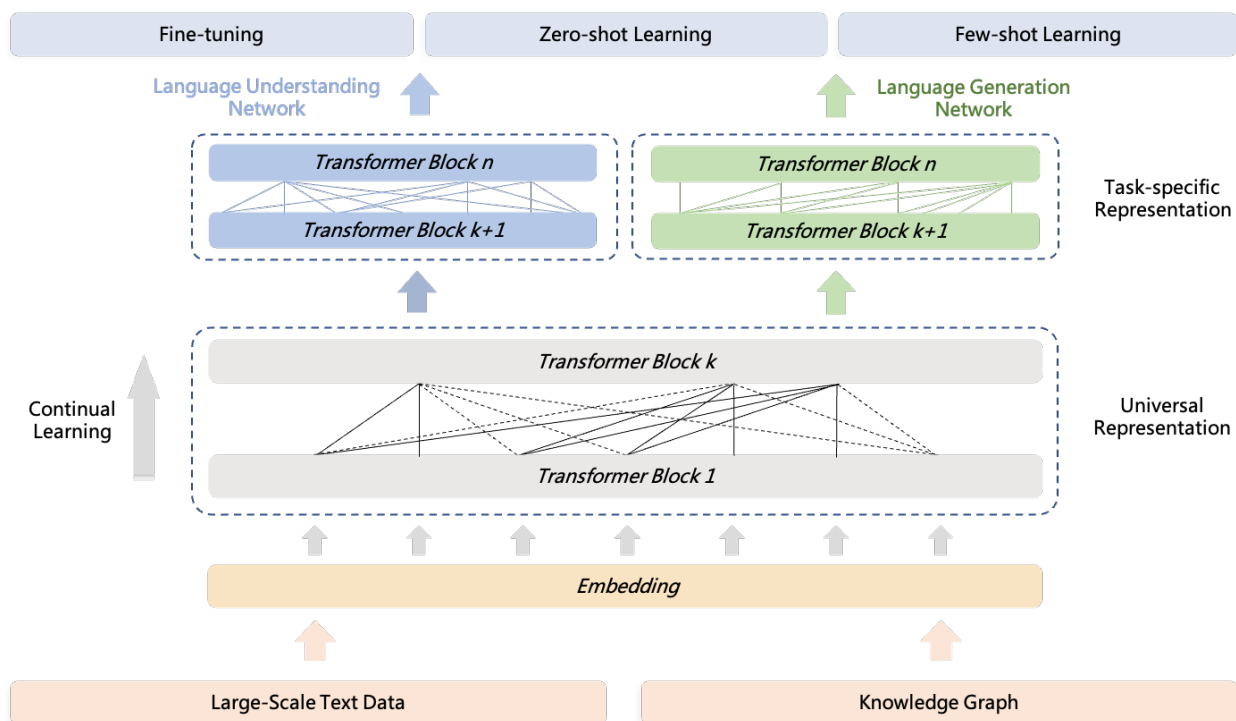 Fine-tuning
Zero-shot Learning
Few-shot Learning
Language Understanding
Network
Language Generation
Network
Transformer Block n
Transformer Block n
Task-specific
Representation
Transformer Block k+1
Transformer Block k+1
Transformer Block k
Continual
Learning
Universal
Representation
Transformer Block 1
Embedding
Large-Scale Text Data
Knowledge Graph